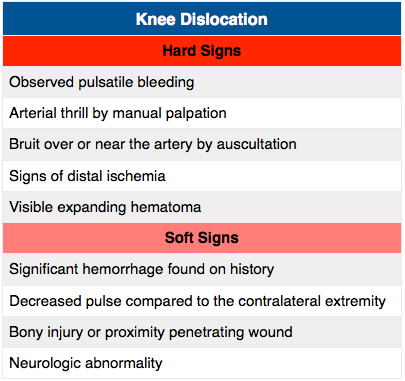 Knee Dislocation
Hard Signs
Observed pulsatile bleeding
Arterial thrill by manual palpation
Bruit over or near the artery by auscultation
Signs of distal ischemia
Visible expanding hematoma
Soft Signs
Significant hemorrhage found on history
Decreased pulse compared to the contralateral extremity
Bony injury or proximity penetrating wound
Neurologic abnormality